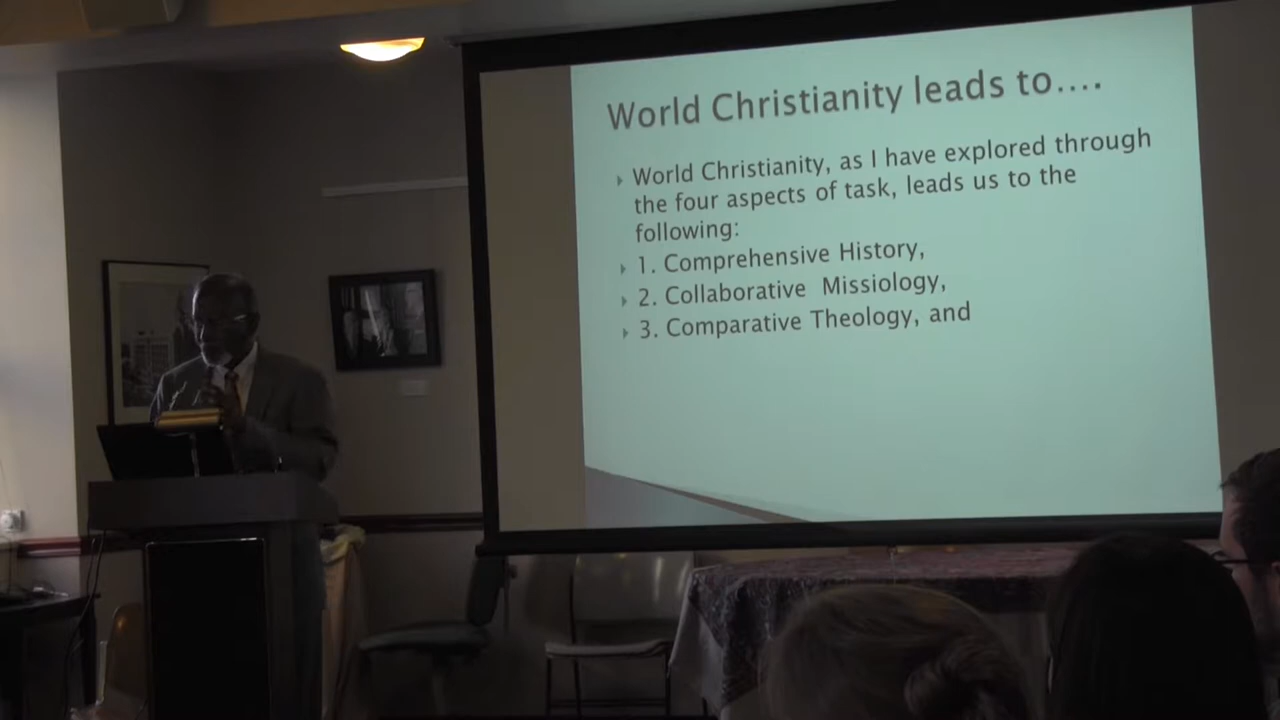 World Christianity leads to....
World Christianity, as I have explored through
the four aspects of task, leads us to the
following:
1. Comprehensive History,
2. Collaborative Missiology,
3. Comparative Theology, and